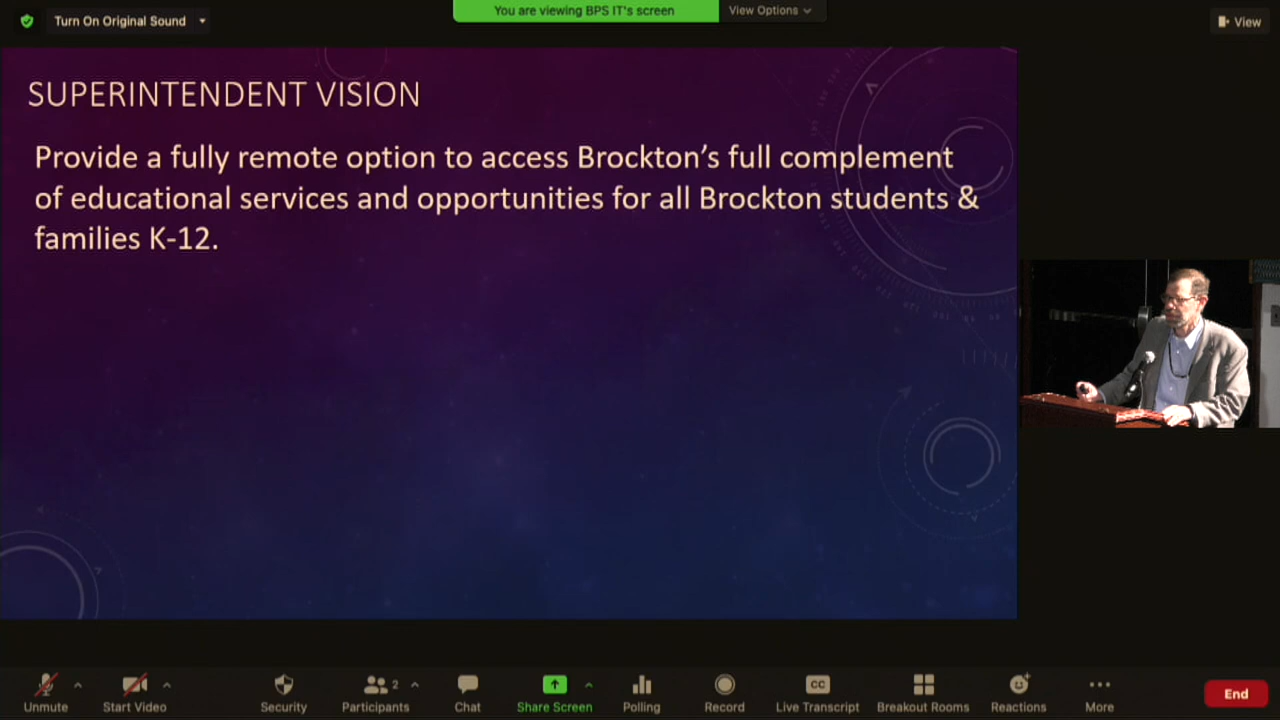 Turn On Original Sound
You are viewing BPS IT's screen
View Options
View
SUPERINTENDENT VISION
Provide a fully remote option to access Brockton's full complement
of educational services and opportunities for all Brockton students &
families K-12.
Unmute
Start Video
Security
Participants
2
Chat
Share Screen
Polling
Record
CC
Live Transcript
Breakout Rooms
Reactions
More
End